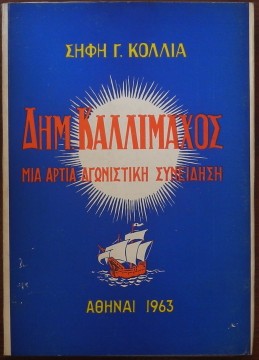 ΣΗΦΗ Γ. ΚΟΛΛΙΑ
ΔΗΜ. ΚΑΛΛΙΜΑΧΟΣ
ΜΙΑ ΑΡΤΙΑ ΑΓΩΝΙΣΤΙΚΗ ΣΥΝΕΙΔΗΣΗ
ΑΘΗΝΑΙ 1963